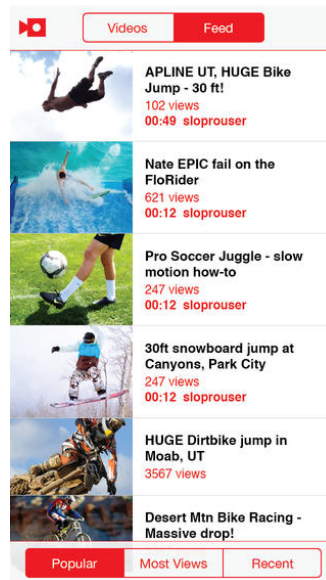 Videos
Feed
APLINE UT, HUGE Bike
Jump - 30 ft!
102 views
00:49 sloprouser
Nate EPIC fail on the
FloRider
621 views
00:12 sloprouser
Pro Soccer Juggle - slow
motion how-to
247 views
00:12 sloprouser
30ft snowboard jump at
Canyons, Park City
247 views
00:12 sloprouser
HUGE Dirtbike jump in
Moab, UT
3567 views
Desert Mtn Bike Racing -
Massive drop!
Popular
Most Views
Recent